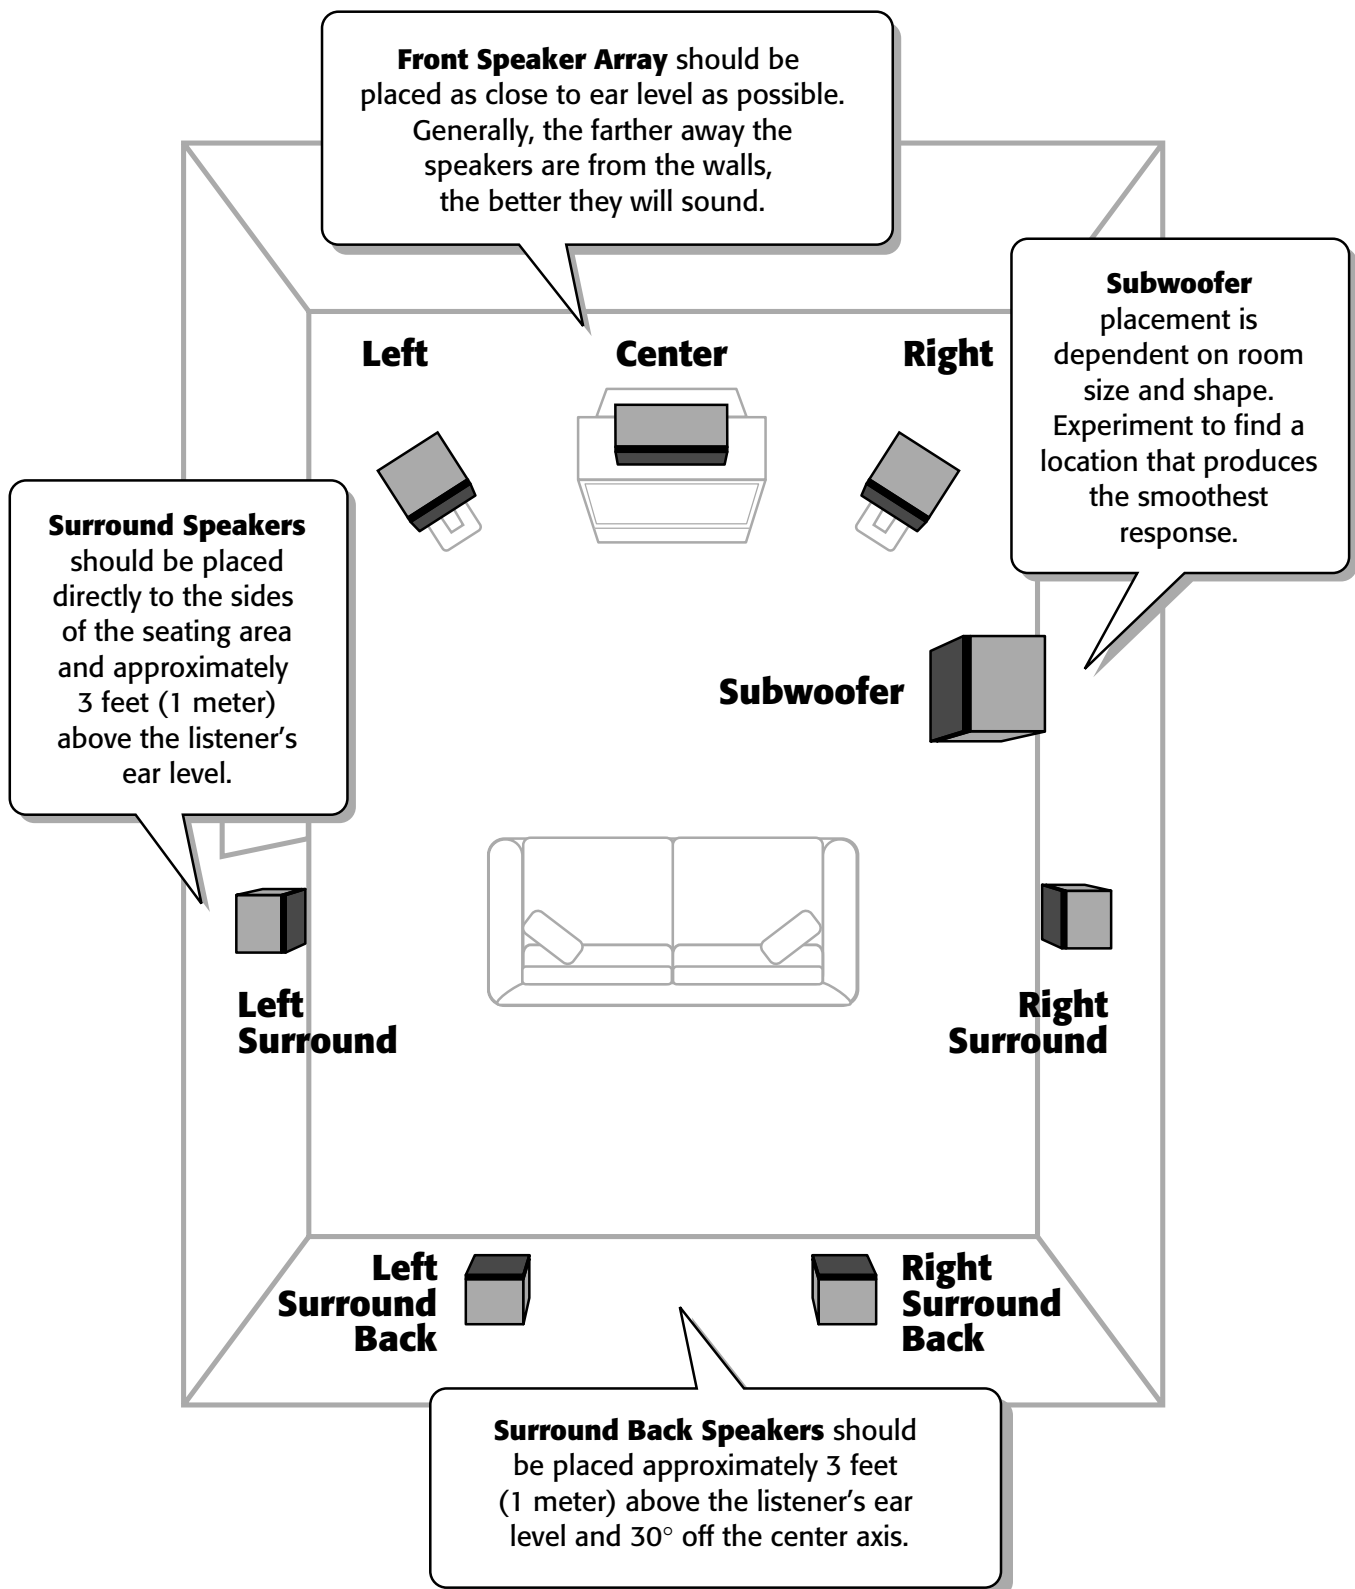 Front Speaker Array should be
placed as close to ear level as possible.
Generally, the farther away the
speakers are from the walls,
the better they will sound.
Left
Center
Right
Subwoofer
placement is
dependent on room
size and shape.
Experiment to find a
location that produces
the smoothest
response.
Surround Speakers
should be placed
directly to the sides
of the seating area
and approximately
3 feet (1 meter)
above the listener's
ear level.
Subwoofer
Left
Surround
Right
Surround
Left
Surround
Back
Right
Surround
Back
Surround Back Speakers should
be placed approximately 3 feet
(1 meter) above the listener's ear
level and 30° off the center axis.